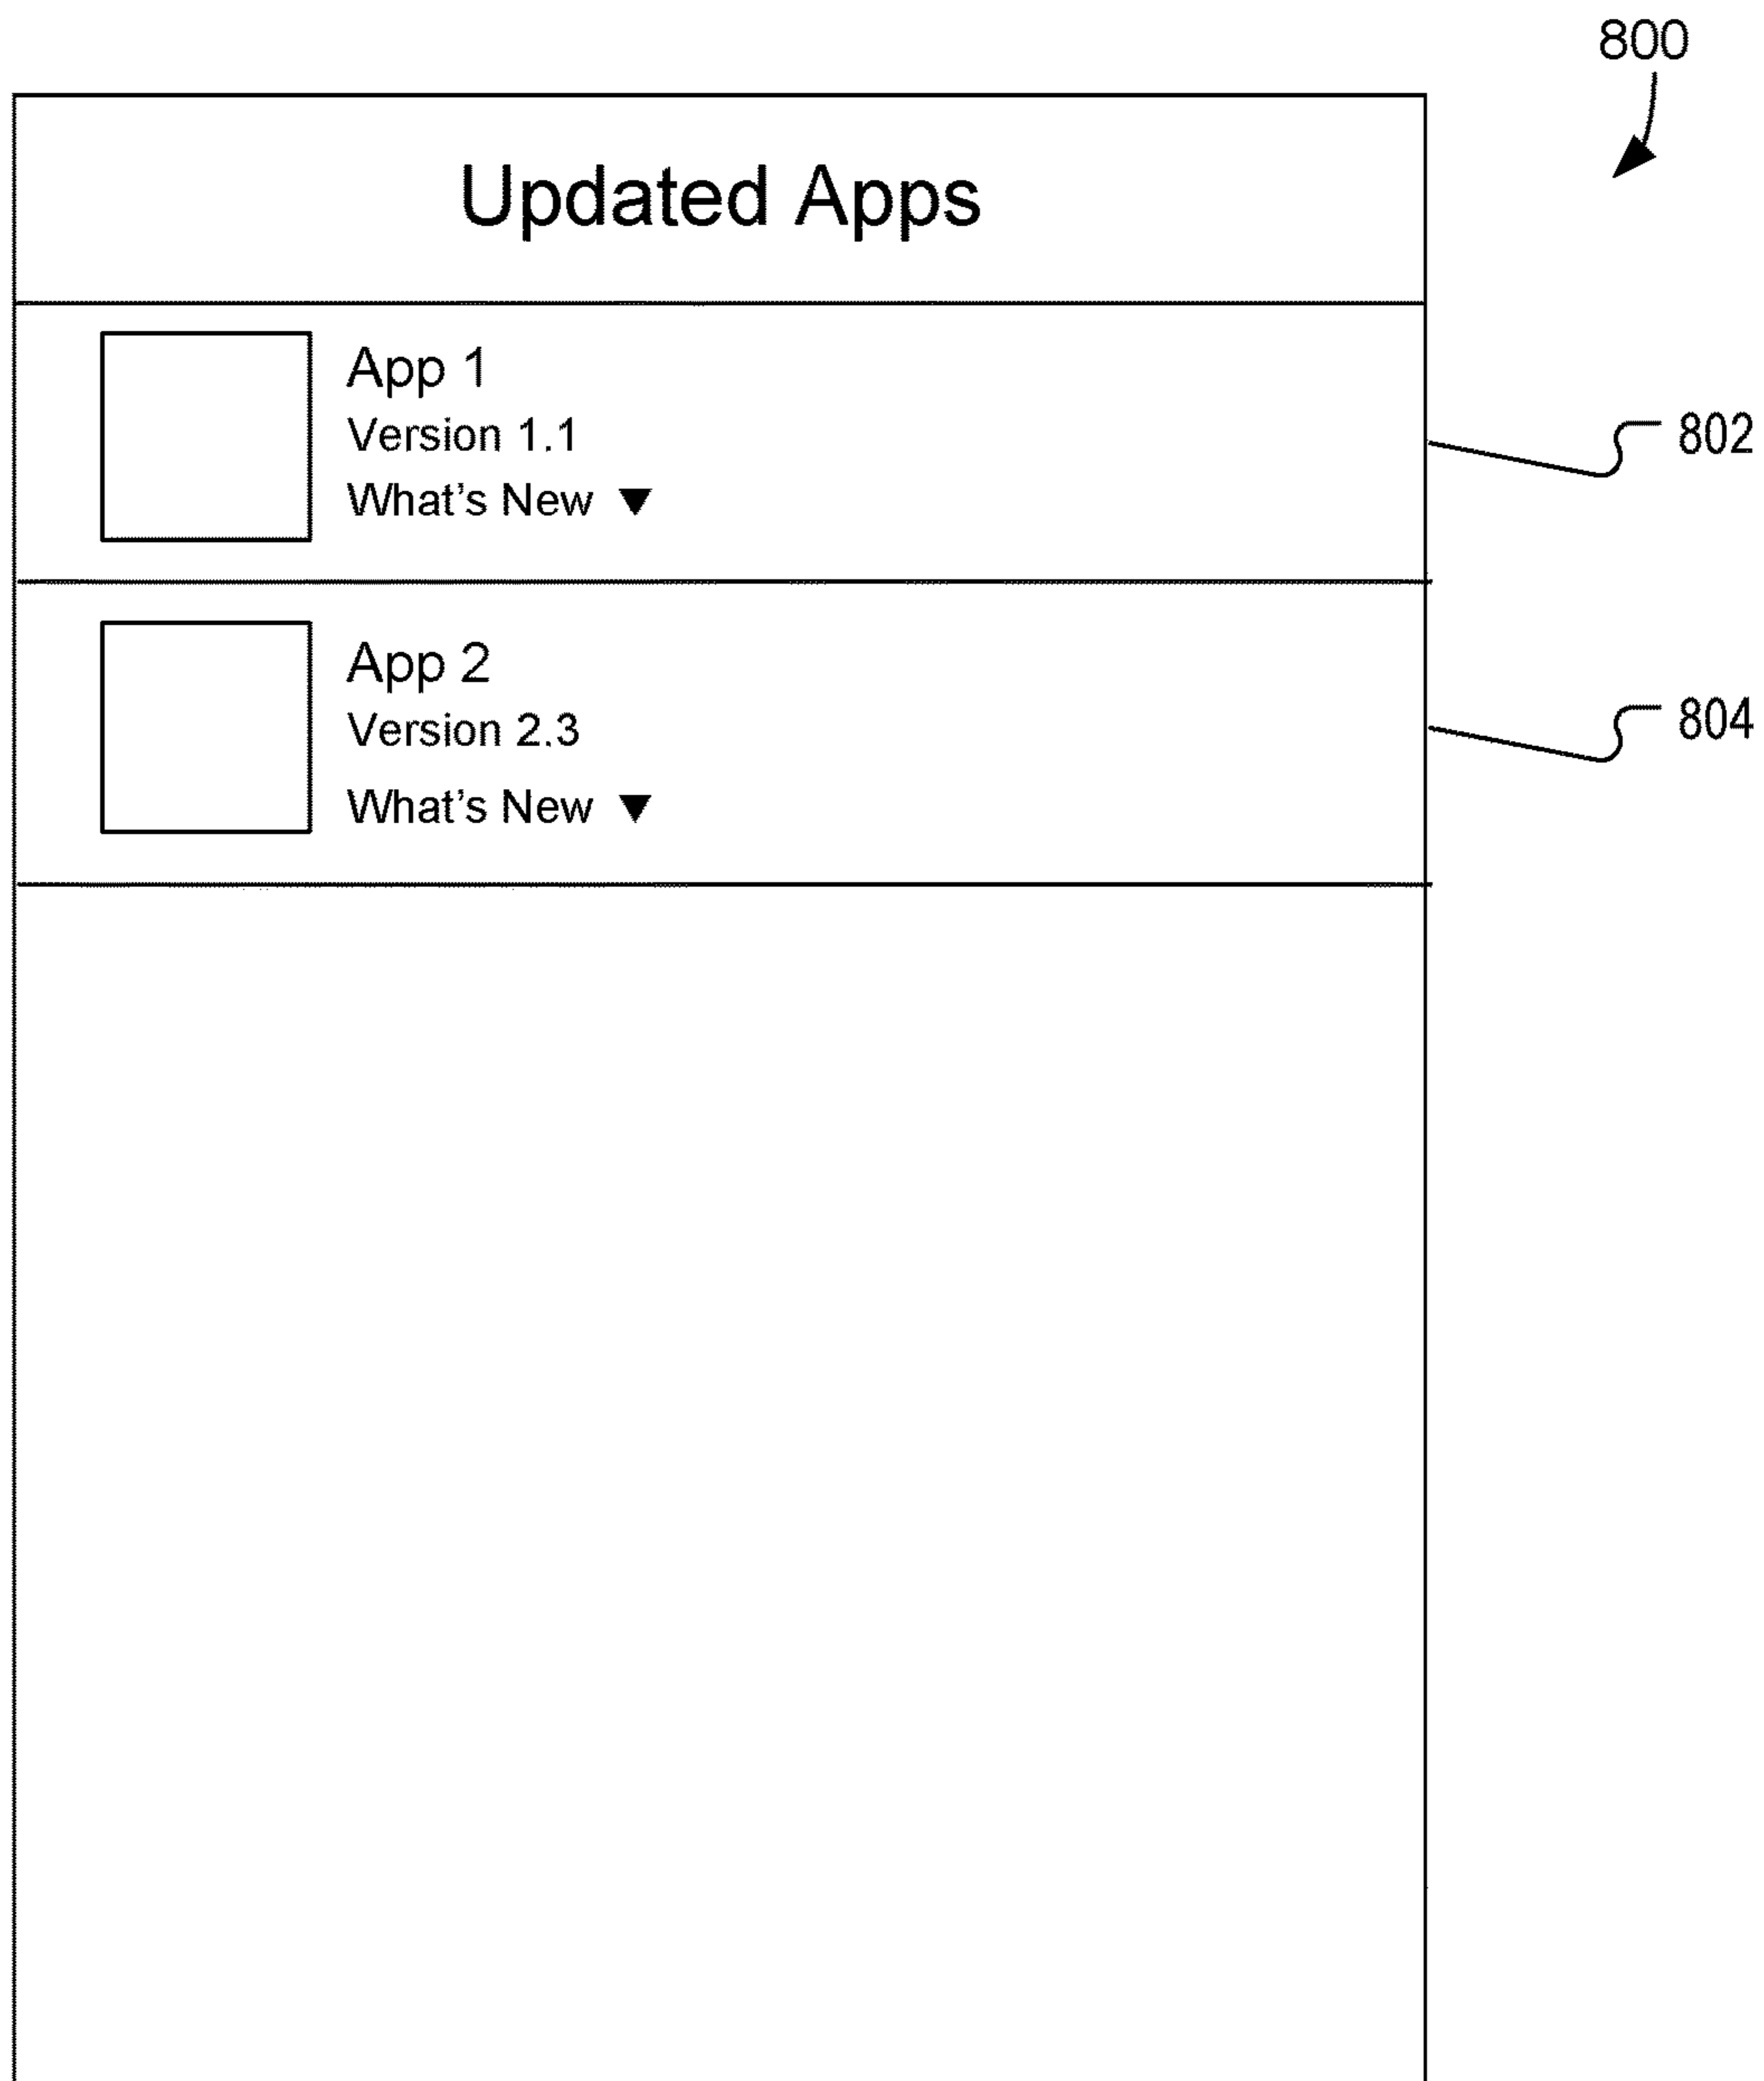 800
Updated Apps
App 1
Version 1.1
What's New ▼
802
App 2
Version 2.3
What's New ▼
804